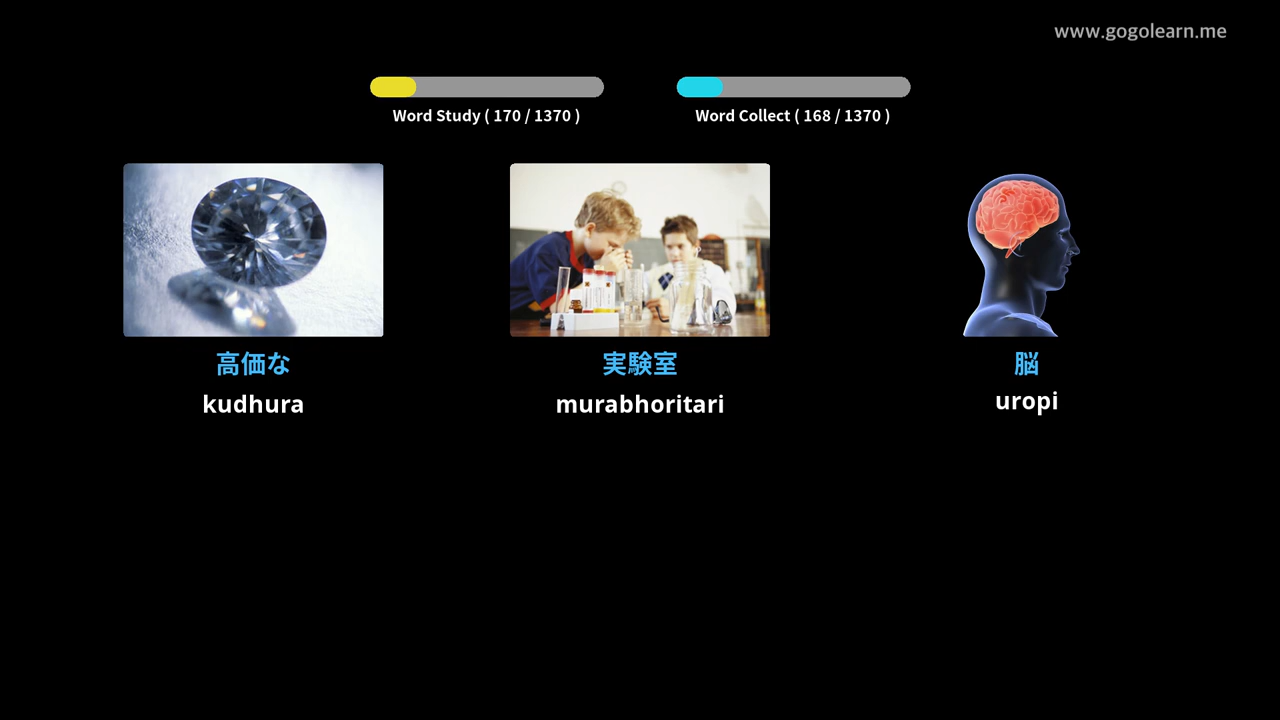 www.gogolearn.me
Word Study ( 170 / 1370 )
Word Collect ( 168 / 1370 )
高価な
実験室
脳
kudhura
murabhoritari
uropi